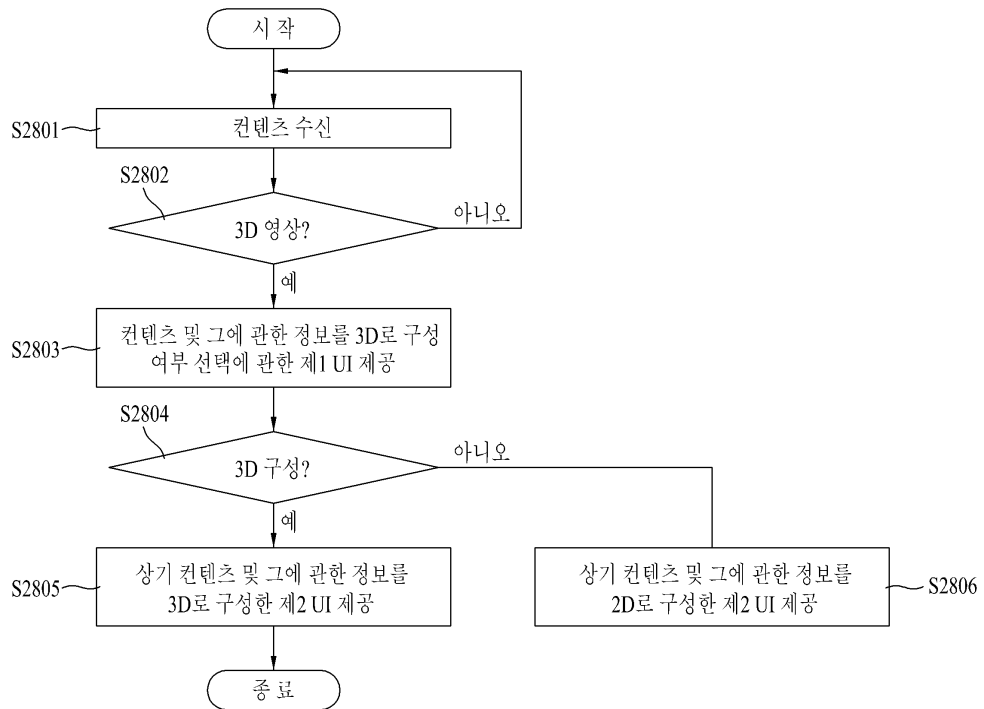 시 작
S2801
컨텐츠 수신
S2802
3D 영상?
아니오
예
S2803
컨텐츠 및 그에 관한 정보를 3D로 구성
여부 선택에 관한 제1 UI 제공
S2804
3D 구성?
아니오
예
S2805
상기 컨텐츠 및 그에 관한 정보를
3D로 구성한 제2 UI 제공
상기 컨텐츠 및 그에 관한 정보를
2D로 구성한 제2 UI 제공
S2806
종 료